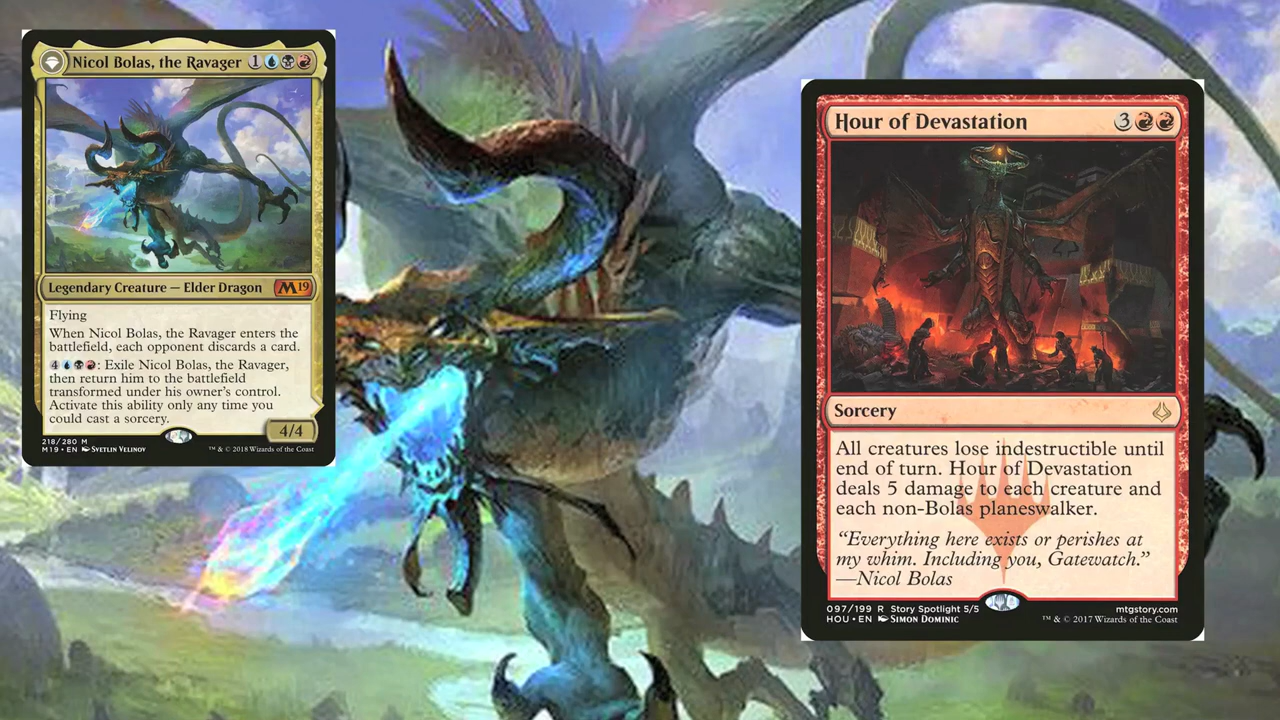 Nicol Bolas, the Ravager 1
Legendary Creature — Elder Dragon M19
Flying
When Nicol Bolas, the Ravager enters the
battlefield, each opponent discards a card.
4: Exile Nicol Bolas, the Ravager,
then return him to the battlefield
transformed under his owner's control.
Activate this ability only any time you
could cast a sorcery.
4/4
218/280 M
M19 • EN Svetlin Velinov ™ & © 2018 Wizards of the Coast
Hour of Devastation 3
Sorcery
All creatures lose indestructible until
end of turn. Hour of Devastation
deals 5 damage to each creature and
each non-Bolas planeswalker.
“Everything here exists or perishes at
my whim. Including you, Gatewatch.”
—Nicol Bolas
097/199 R Story Spotlight 5/5 mtgstory.com
HOU • EN Simon Dominic ™ & © 2017 Wizards of the Coast